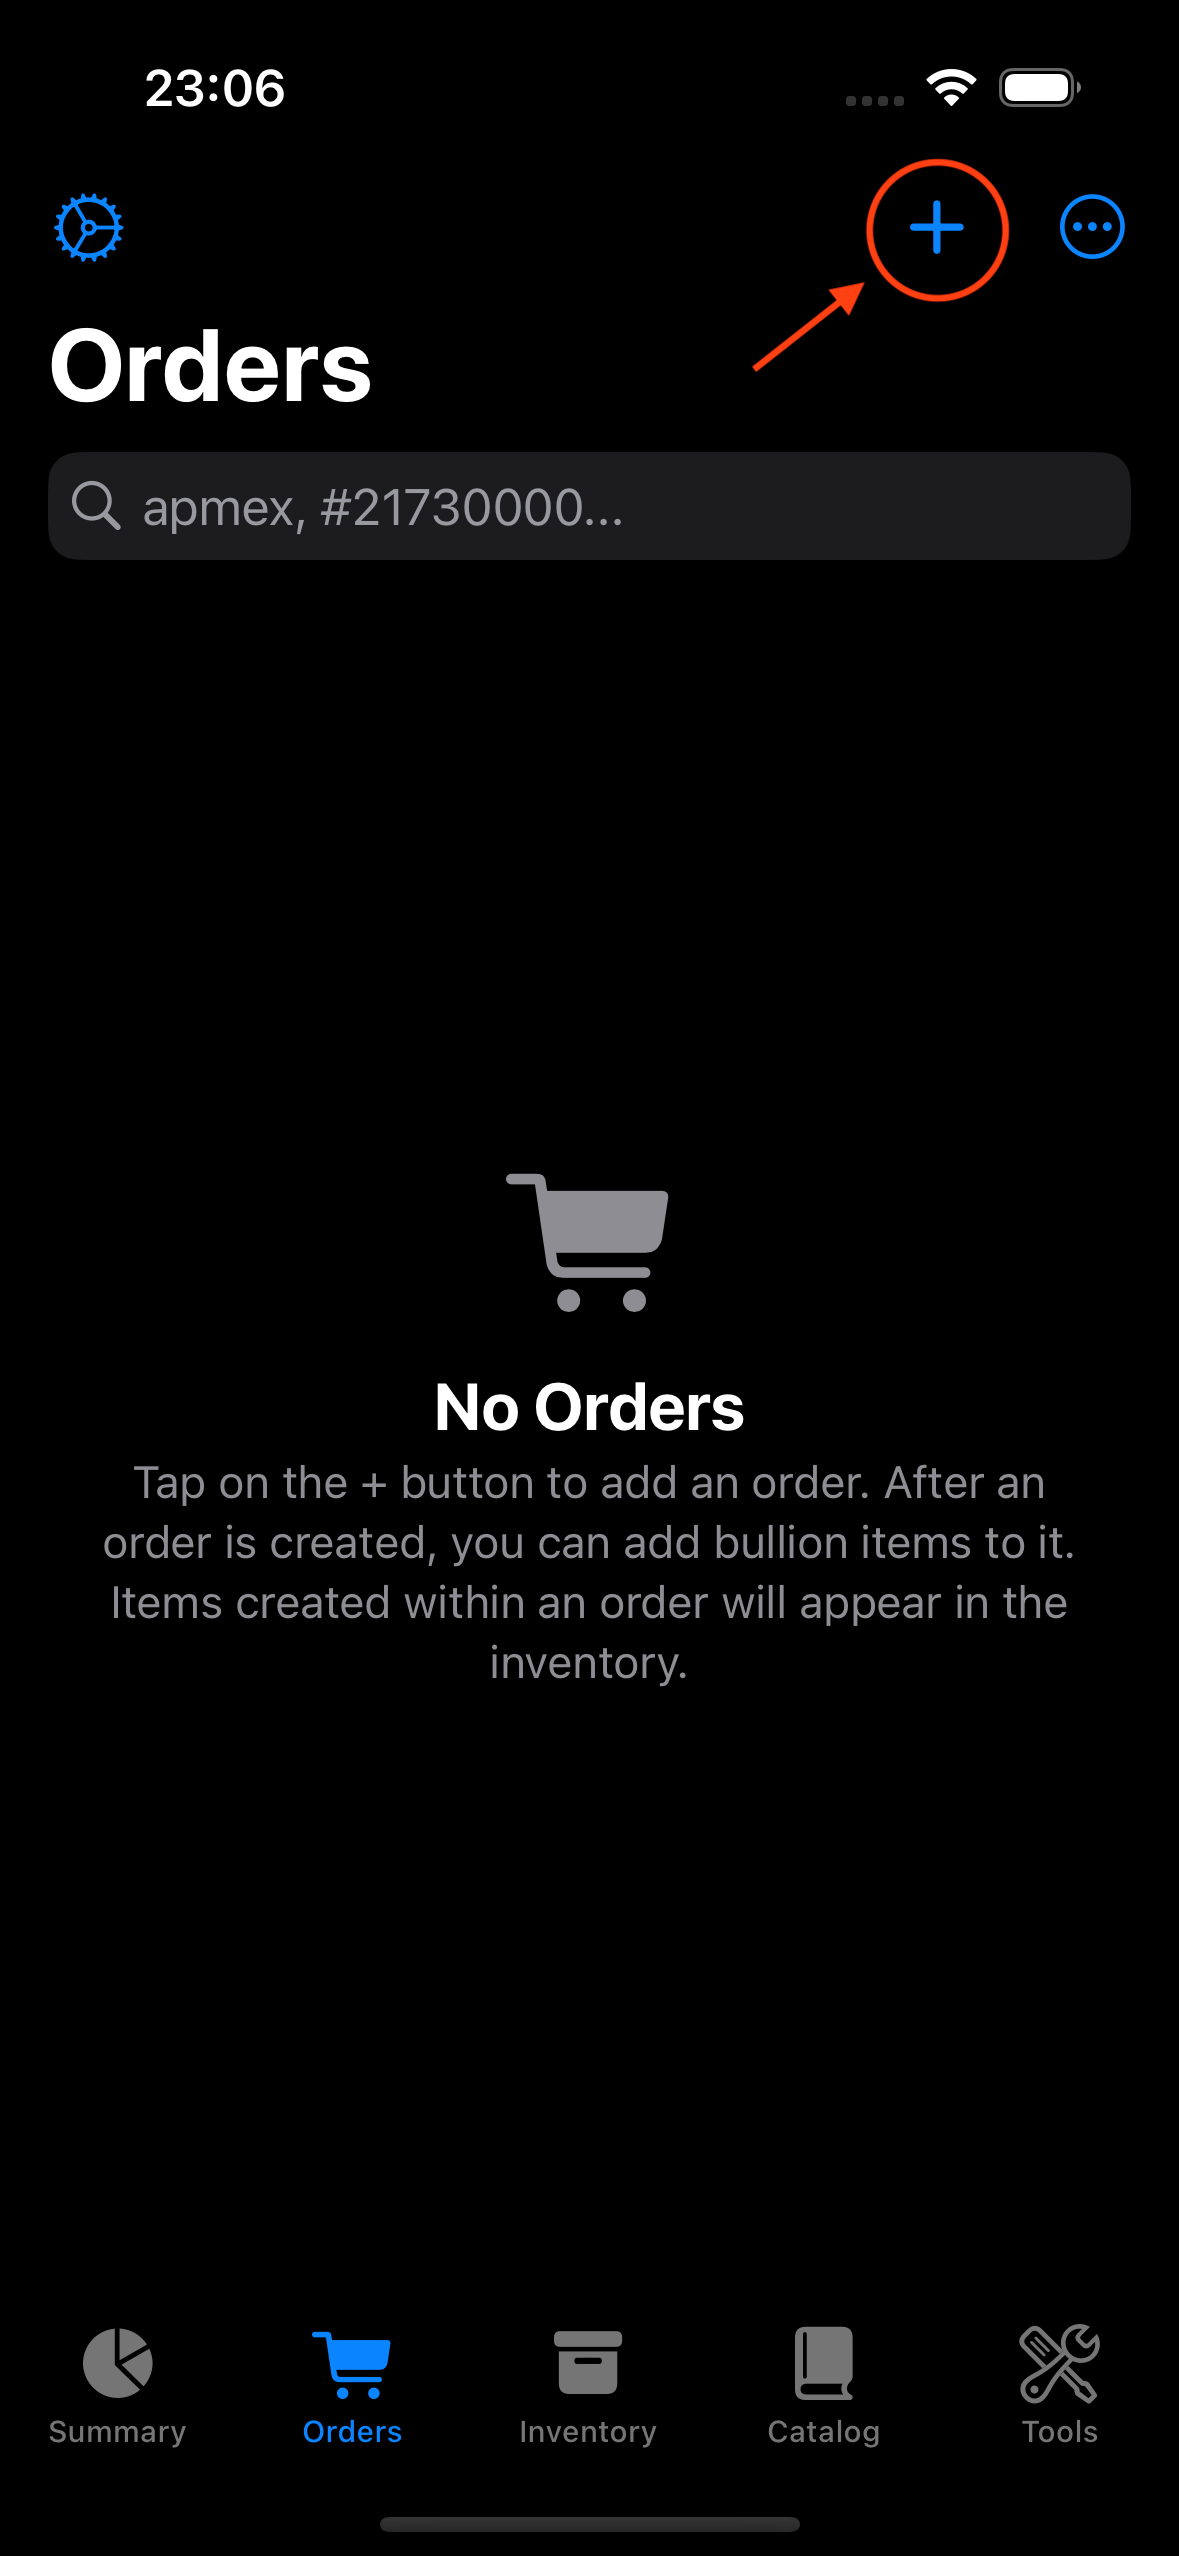 23:06
Orders
apmex, #21730000...
No Orders
Tap on the + button to add an order. After an
order is created, you can add bullion items to it.
Items created within an order will appear in the
inventory.
Summary
Orders
Inventory
Catalog
Tools